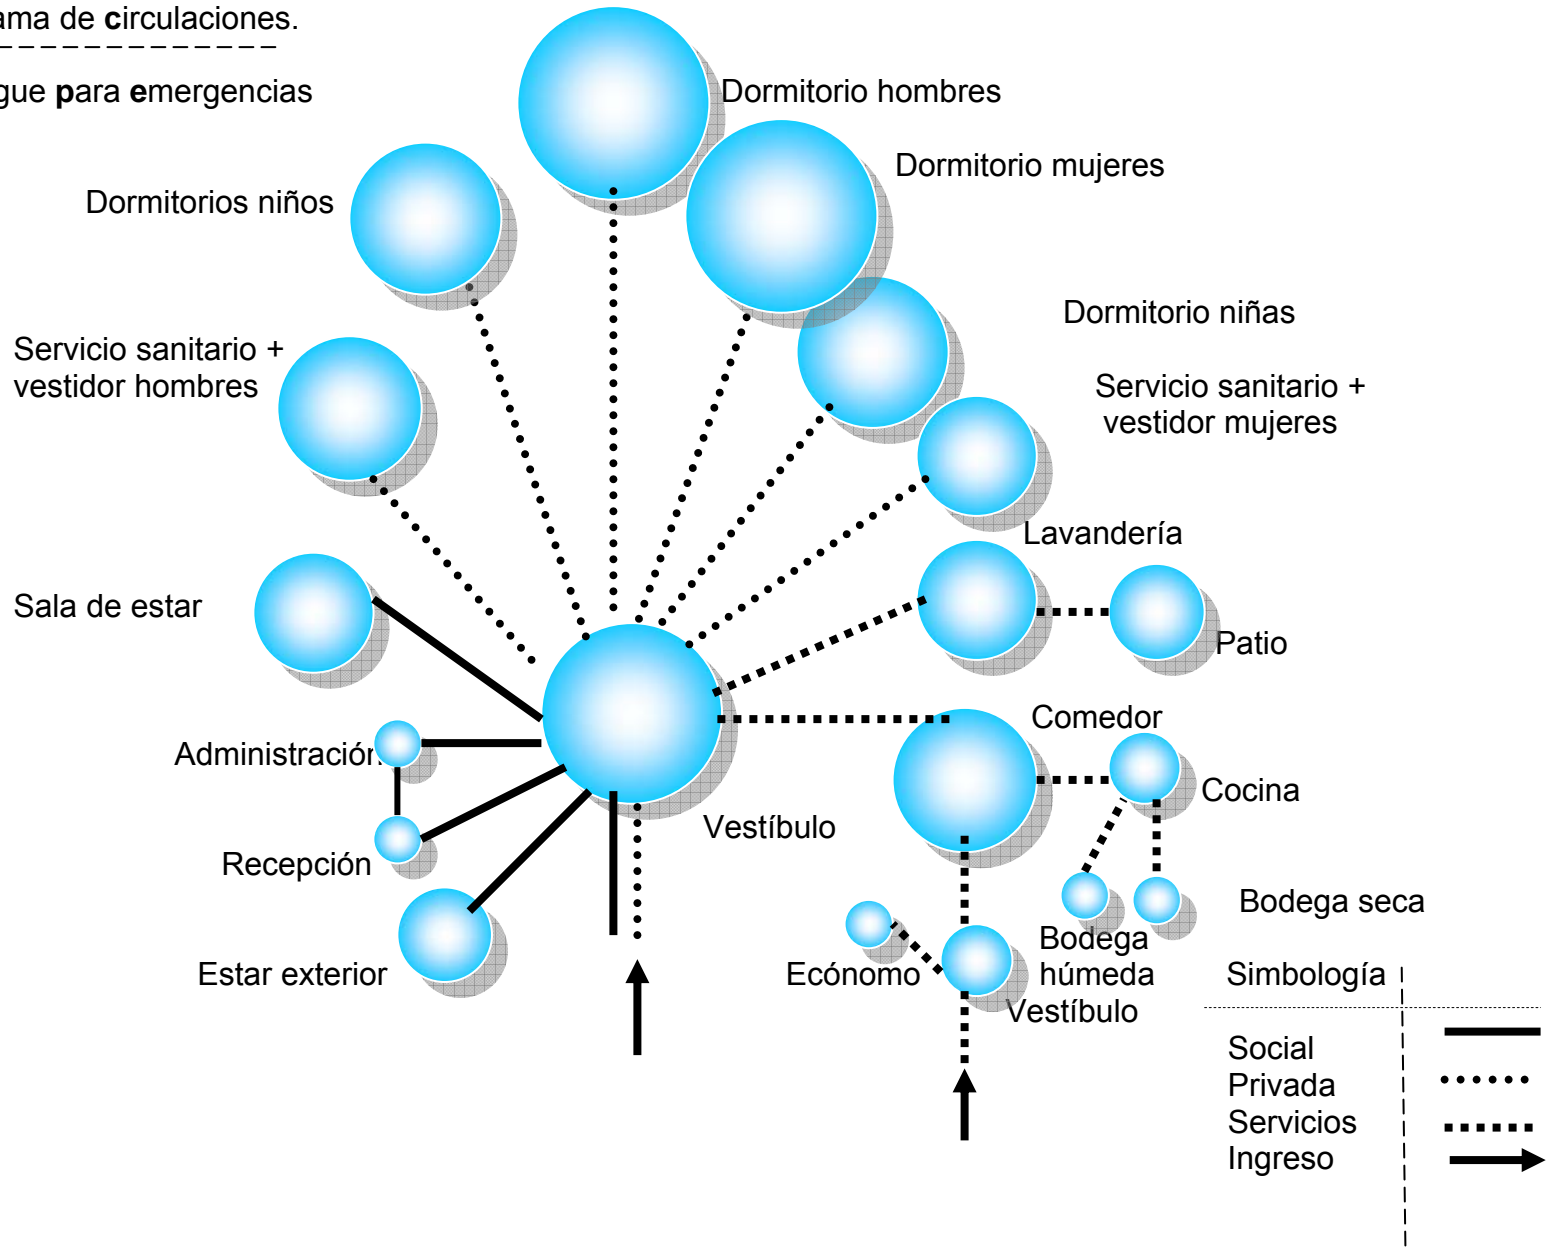 ama de circulaciones.
gue para emergencias
Dormitorio hombres
Dormitorio mujeres
Dormitorios niños
Dormitorio niñas
Servicio sanitario +
vestidor hombres
Servicio sanitario +
vestidor mujeres
Lavandería
Sala de estar
Patio
Comedor
Administración
Cocina
Vestíbulo
Recepción
Bodega seca
Bodega
húmeda
Estar exterior
Ecónomo
Vestíbulo
Simbología
Social
Privada
Servicios
Ingreso